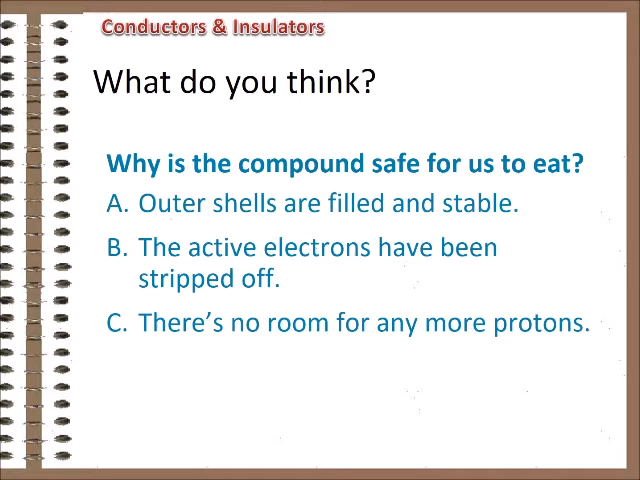 Conductors & Insulators
What do you think?
Why is the compound safe for us to eat?
A. Outer shells are filled and stable.
B. The active electrons have been
stripped off.
C. There’s no room for any more protons.